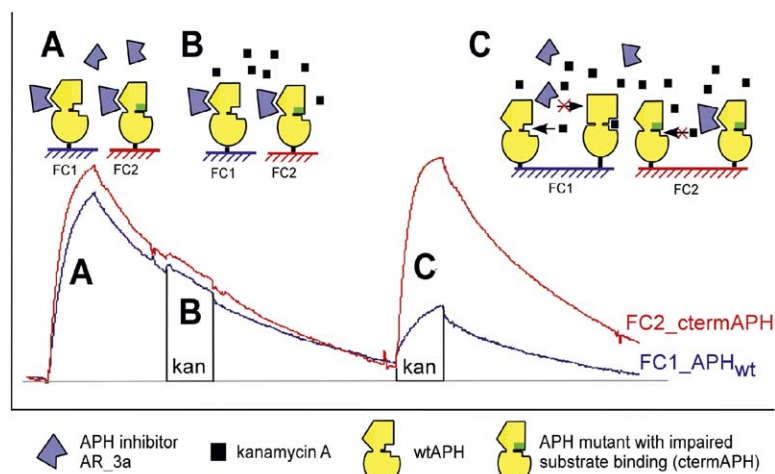 A
B
C
FC1
FC2
FC1
FC2
FC1
FC2
A
B
kan
C
kan
FC2_ctermAPH
FC1_APHwt
APH inhibitor
AR_3a
kanamycin A
wtAPH
APH mutant with impaired
substrate binding (ctermAPH)